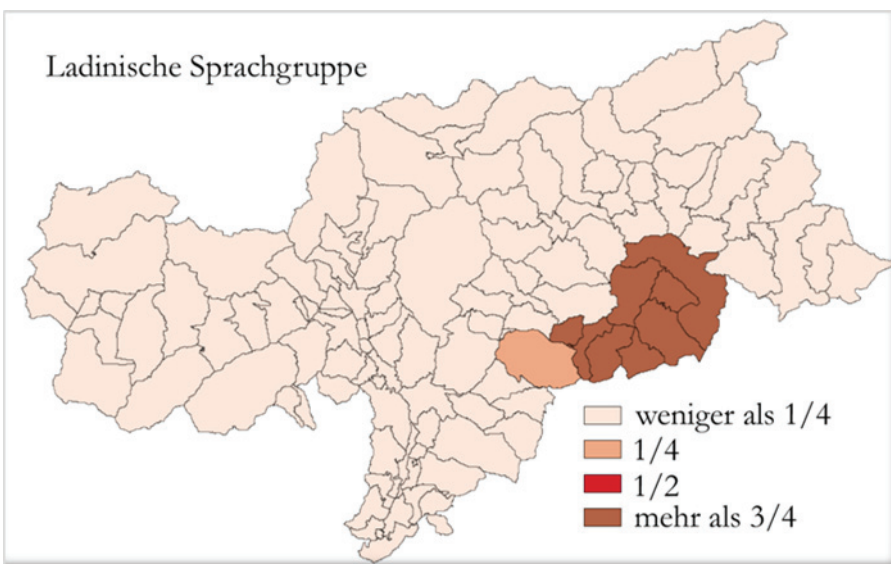 Ladinische Sprachgruppe
weniger als 1/4
1/4
1/2
mehr als 3/4